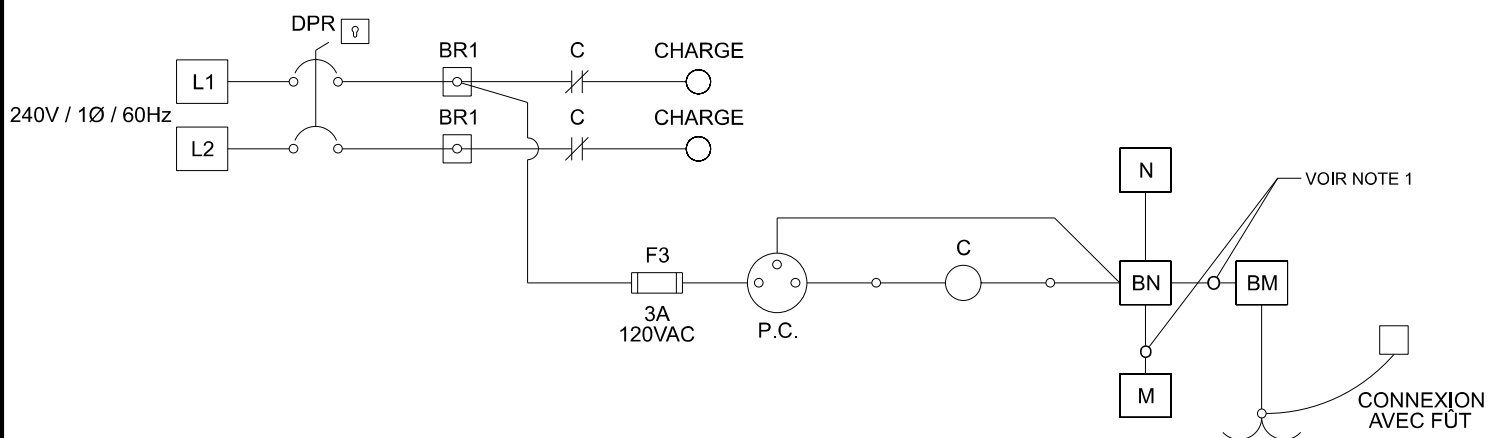 DPR
BR1
C
CHARGE
L1
240V / 1Ø / 60Hz
BR1
C
CHARGE
L2
N
VOIR NOTE 1
F3
C
BN
BM
3A
120VAC
P.C.
M
CONNEXION
AVEC FÛT